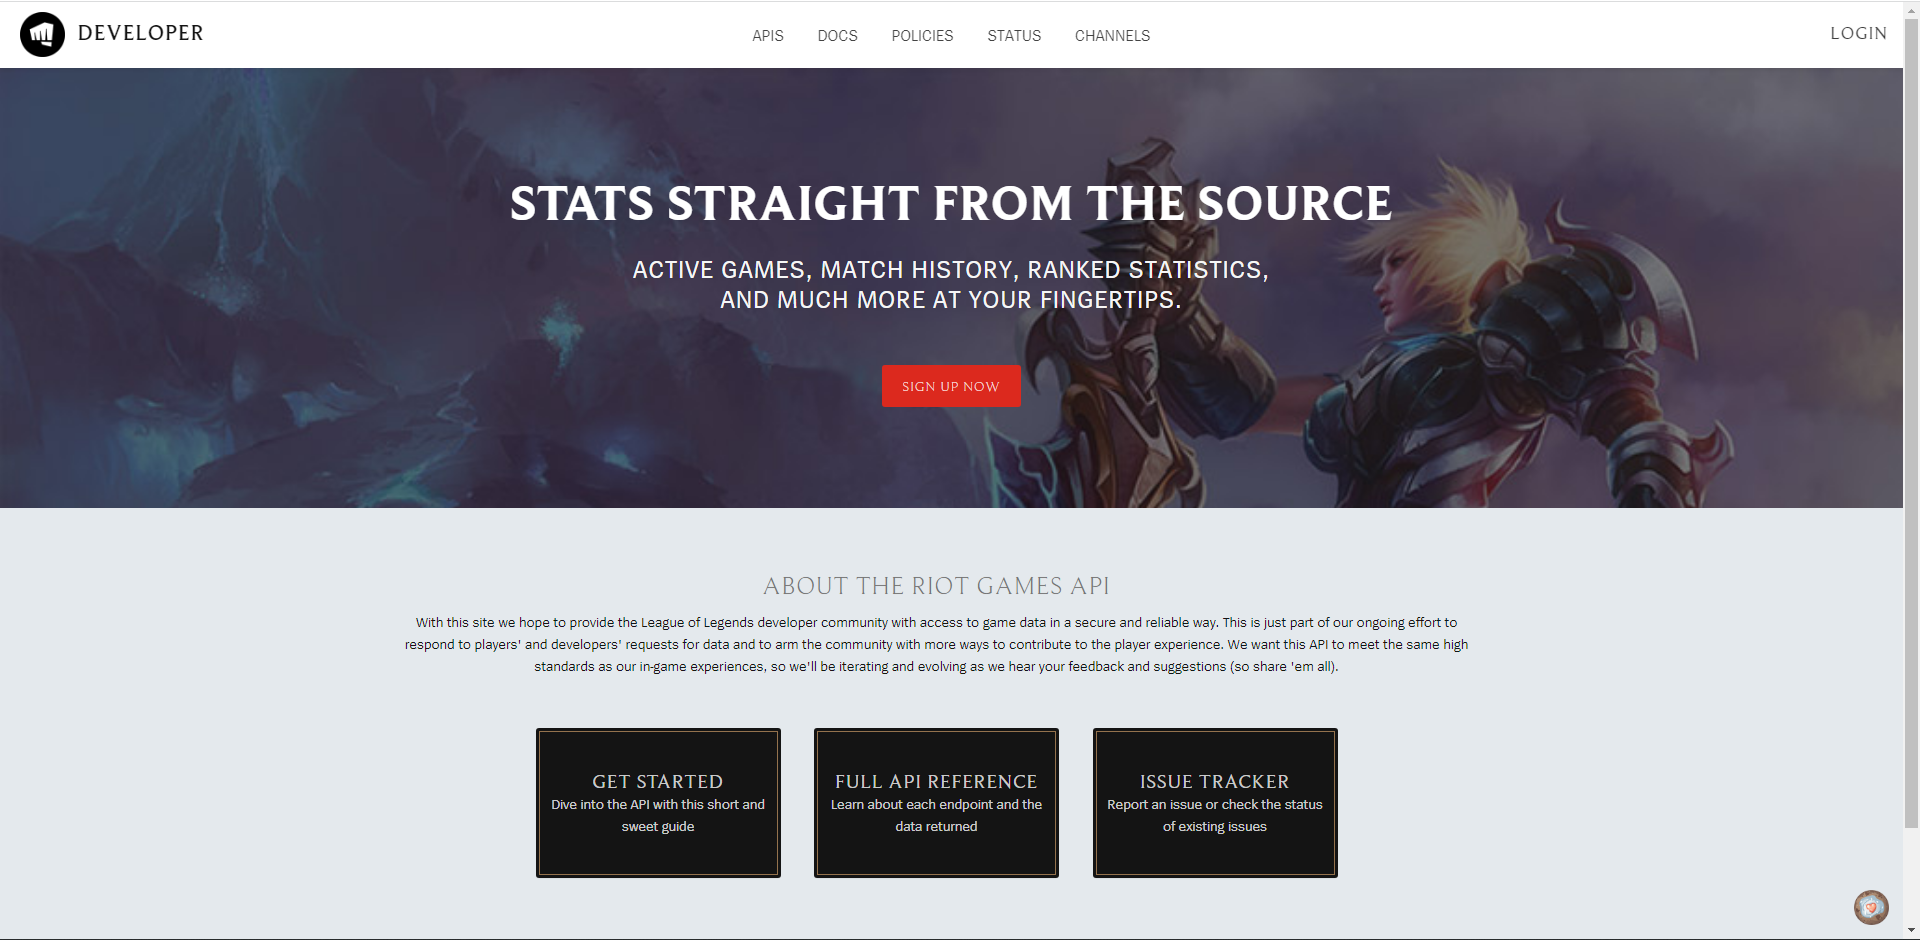 DEVELOPER
APIS
DOCS
POLICIES
STATUS
CHANNELS
LOGIN
STATS STRAIGHT FROM THE SOURCE
ACTIVE GAMES, MATCH HISTORY, RANKED STATISTICS,
AND MUCH MORE AT YOUR FINGERTIPS.
SIGN UP NOW
ABOUT THE RIOT GAMES API
With this site we hope to provide the League of Legends developer community with access to game data in a secure and reliable way. This is just part of our ongoing effort to
respond to players' and developers' requests for data and to arm the community with more ways to contribute to the player experience. We want this API to meet the same high
standards as our in-game experiences, so we'll be iterating and evolving as we hear your feedback and suggestions (so share 'em all).
GET STARTED
Dive into the API with this short and
sweet guide
FULL API REFERENCE
Learn about each endpoint and the
data returned
ISSUE TRACKER
Report an issue or check the status
of existing issues